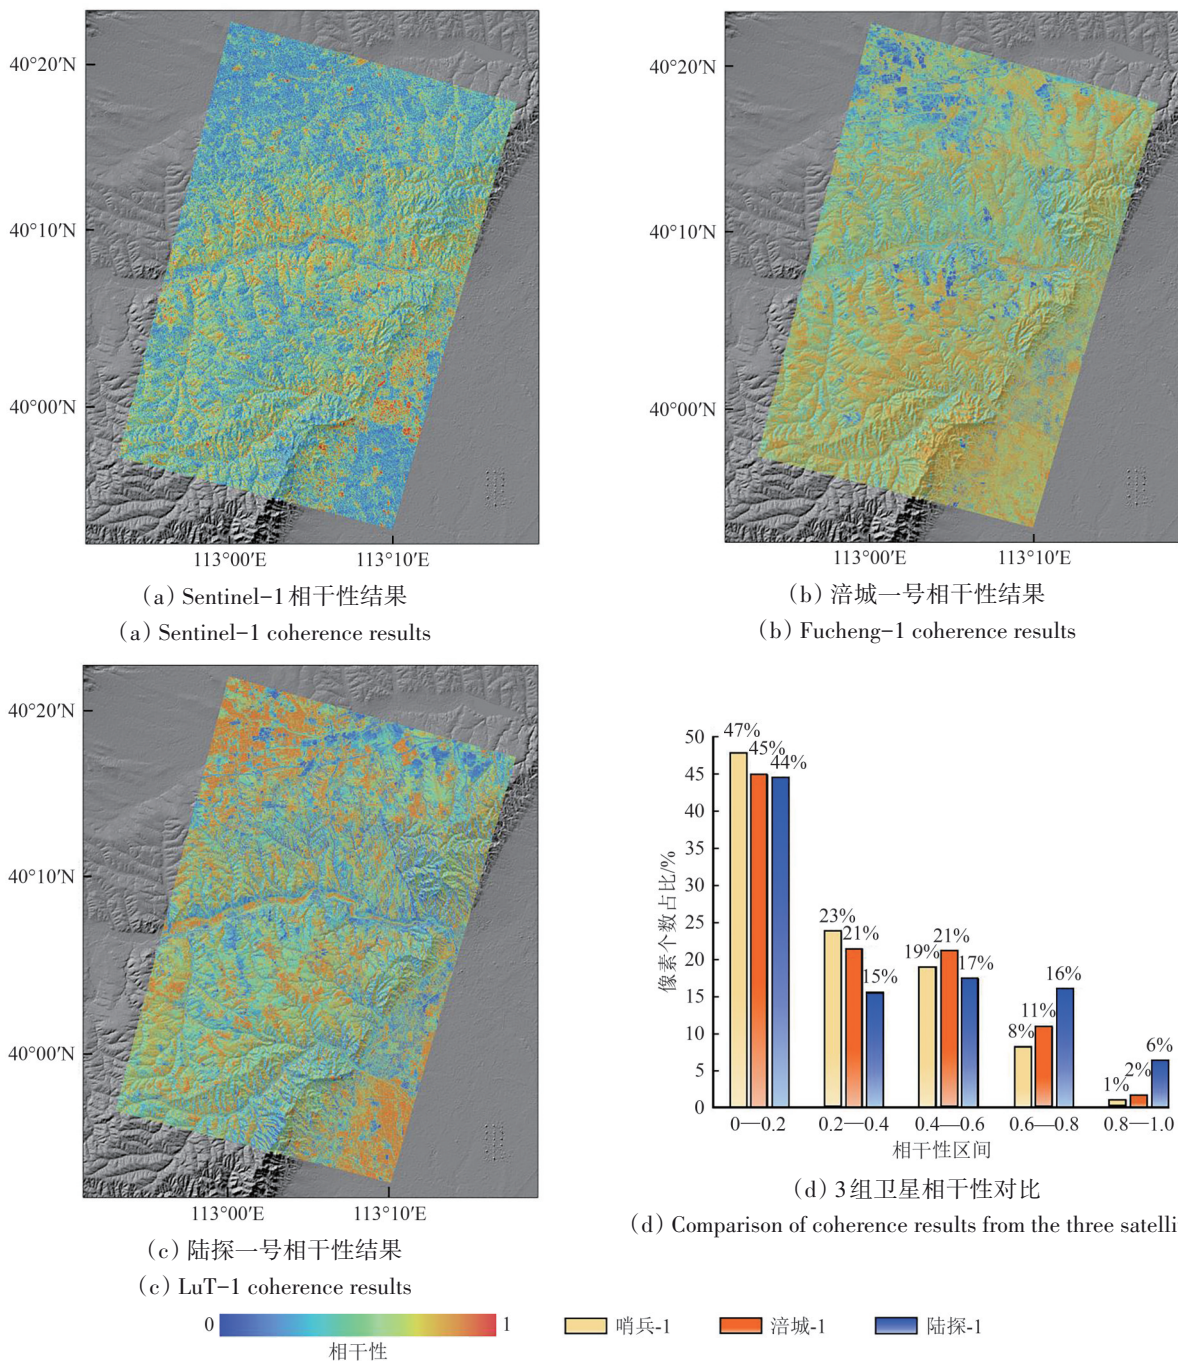 40°20′N
40°10′N
40°00′N
113°00′E 113°10′E
(a) Sentinel-1相干性结果
(a) Sentinel-1 coherence results
40°20′N
40°10′N
40°00′N
113°00′E 113°10′E
(b) 涪城一号相干性结果
(b) Fucheng-1 coherence results
40°20′N
40°10′N
40°00′N
113°00′E 113°10′E
(c) 陆探一号相干性结果
(c) LuT-1 coherence results
像素个数占比/%
50
45
40
35
30
25
20
15
10
5
0
47% 45% 44%
23% 21% 15%
19% 21% 17%
8% 11% 16%
1% 2% 6%
0—0.2 0.2—0.4 0.4—0.6 0.6—0.8 0.8—1.0
相干性区间
(d) 3组卫星相干性对比
(d) Comparison of coherence results from the three satelli
0 1
相干性
哨兵-1 涪城-1 陆探-1